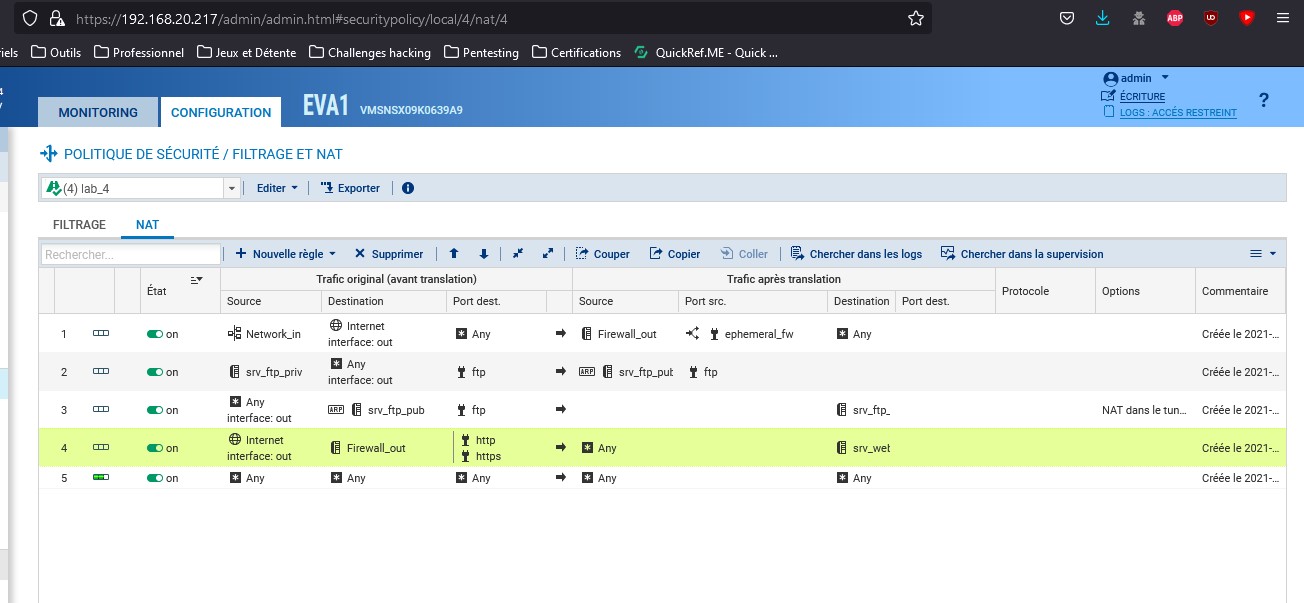 https://192.168.20.217/admin/admin.html#securitypolicy/local/4/nat/4
ABP
UD
iels Outils Professionnel Jeux et Détente Challenges hacking Pentesting Certifications QuickRef.ME - Quick ...
MONITORING CONFIGURATION EVA1 VMSNSX09K0639A9
admin
ÉCRITURE
LOGS : ACCÈS RESTREINT
?
POLITIQUE DE SÉCURITÉ / FILTRAGE ET NAT
(4) lab_4 Editer Exporter
FILTRAGE NAT
Rechercher... Nouvelle règle Supprimer Couper Copier Coller Chercher dans les logs Chercher dans la supervision
Trafic original (avant translation) Trafic après translation
État Protocole Options Commentaire
Source Destination Port dest. Source Port src. Destination Port dest.
1 on Network_in Internet interface: out Any Firewall_out ephemeral_fw Any Créée le 2021-...
2 on srv_ftp_priv Any interface: out ftp ARP srv_ftp_put ftp Créée le 2021-...
3 on Any interface: out ARP srv_ftp_pub ftp srv_ftp_ NAT dans le tun... Créée le 2021-...
4 on Internet interface: out Firewall_out http https Any srv_wet Créée le 2021-...
5 on Any Any Any Any Any Créée le 2021-...